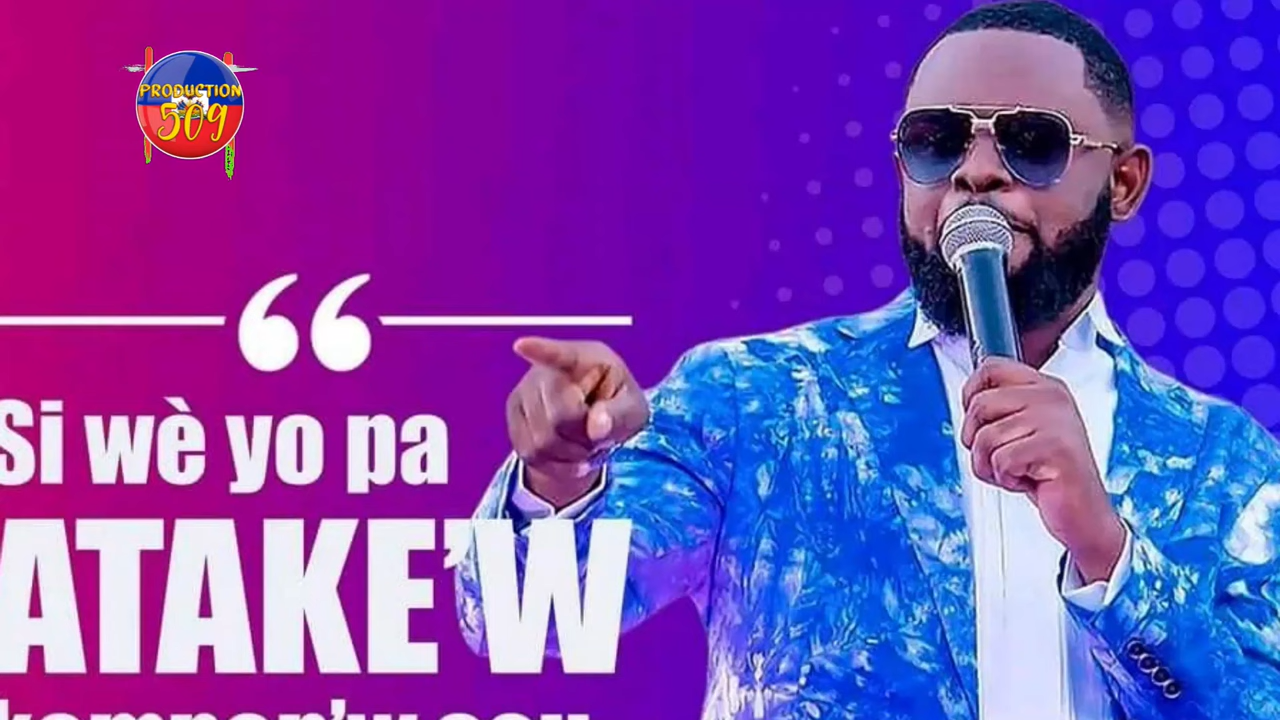 PRODUCTION
509
“
Si wè yo pa
ATAKE’W